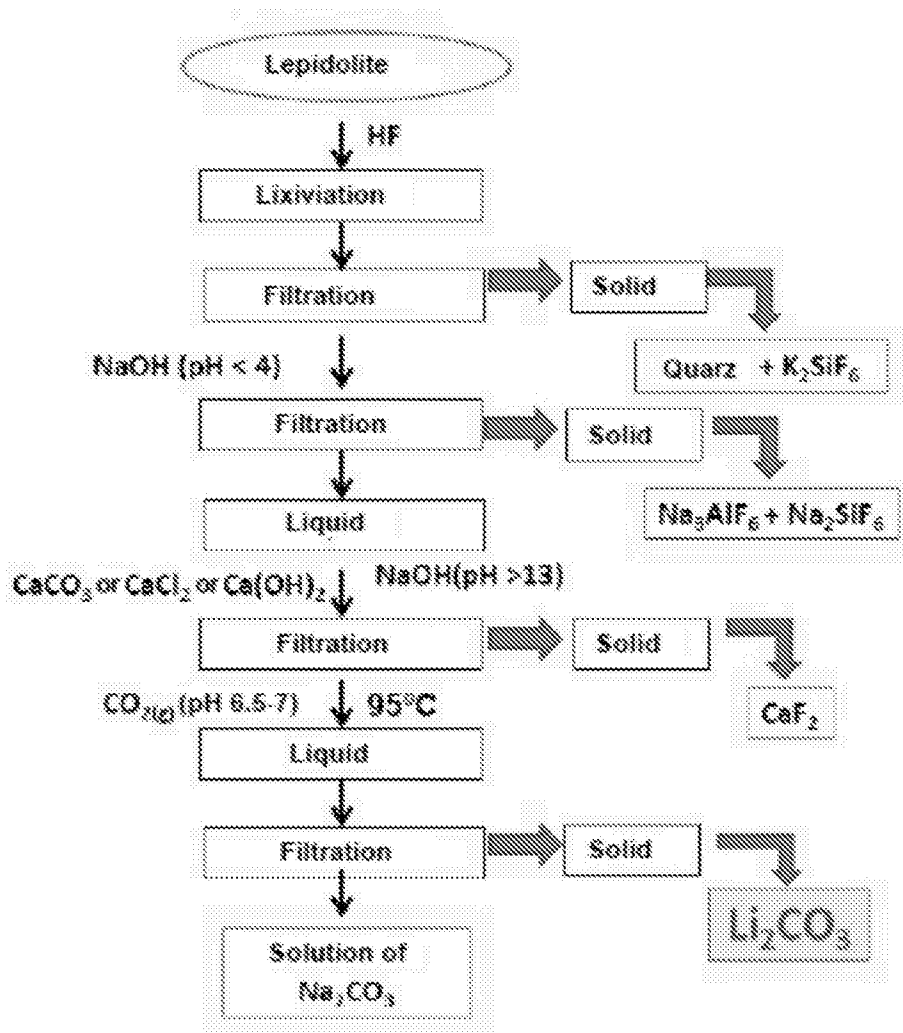 Lepidolite
HF
Lixiviation
Filtration
Solid
NaOH (pH < 4)
Quarz + K₂SiF₆
Filtration
Solid
Liquid
Na₃AlF₆ + Na₂SiF₆
CaCO₃ or CaCl₂ or Ca(OH)₂
NaOH(pH >13)
Filtration
Solid
CO₂(g) (pH 6.5-7)
95ºC
CaF₂
Liquid
Filtration
Solid
Li₂CO₃
Solution of
Na₂CO₃